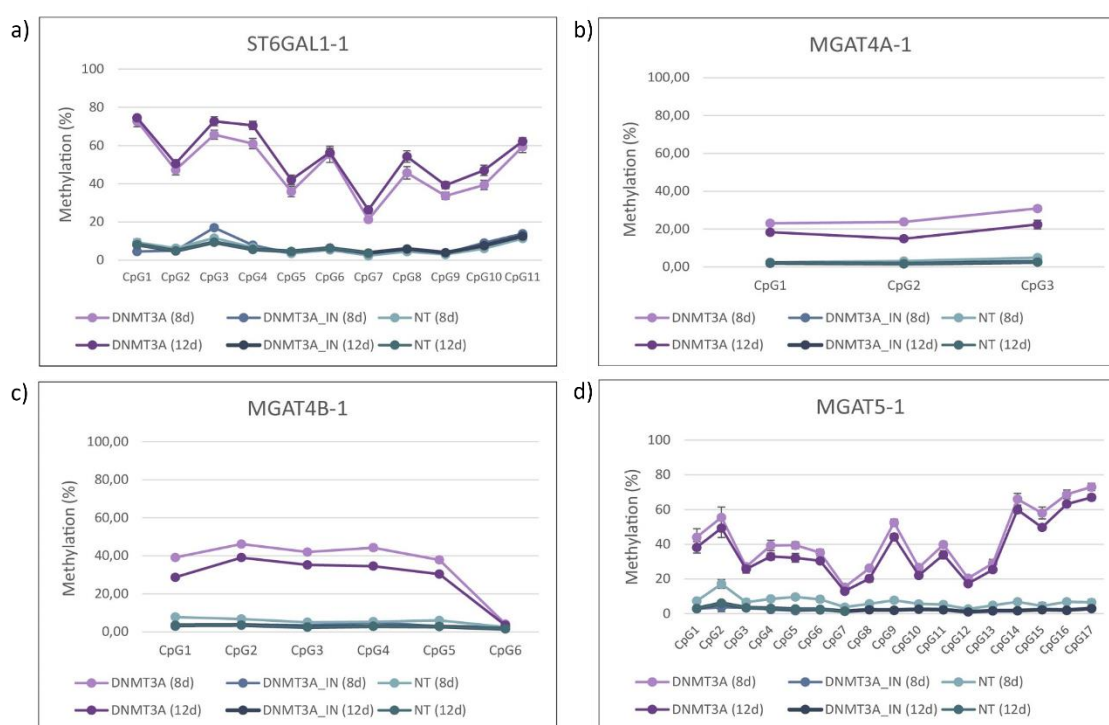 a)
ST6GAL1-1
Methylation (%)
100
80
60
40
20
0
CpG1 CpG2 CpG3 CpG4 CpG5 CpG6 CpG7 CpG8 CpG9 CpG10 CpG11
DNMT3A (8d) DNMT3A_IN (8d) NT (8d)
DNMT3A (12d) DNMT3A_IN (12d) NT (12d)
b)
MGAT4A-1
Methylation (%)
100,00
80,00
60,00
40,00
20,00
0,00
CpG1 CpG2 CpG3
DNMT3A (8d) DNMT3A_IN (8d) NT (8d)
DNMT3A (12d) DNMT3A_IN (12d) NT (12d)
c)
MGAT4B-1
Methylation (%)
100,00
80,00
60,00
40,00
20,00
0,00
CpG1 CpG2 CpG3 CpG4 CpG5 CpG6
DNMT3A (8d) DNMT3A_IN (8d) NT (8d)
DNMT3A (12d) DNMT3A_IN (12d) NT (12d)
d)
MGAT5-1
Methylation (%)
100
80
60
40
20
0
CpG1 CpG2 CpG3 CpG4 CpG5 CpG6 CpG7 CpG8 CpG9 CpG10 CpG11 CpG12 CpG13 CpG14 CpG15 CpG16 CpG17
DNMT3A (8d) DNMT3A_IN (8d) NT (8d)
DNMT3A (12d) DNMT3A_IN (12d) NT (12d)